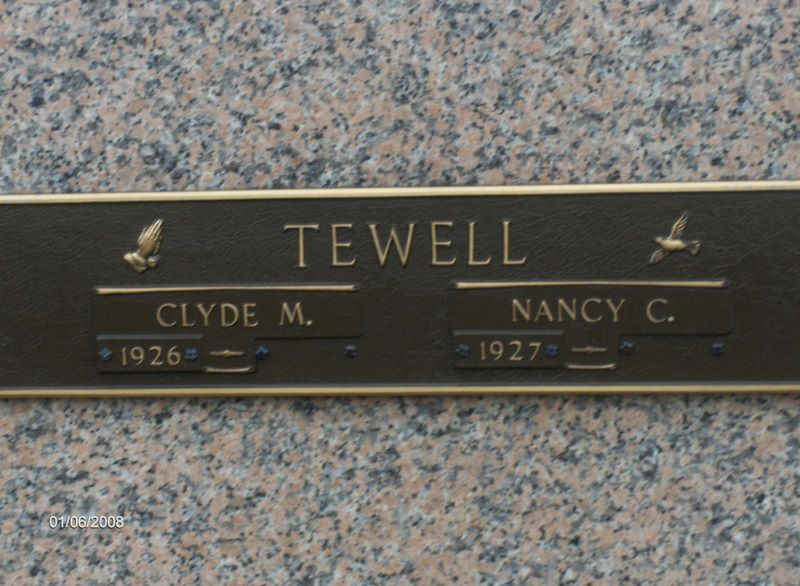 TEWELL
CLYDE M. NANCY C.
1926 — 1927 —
01/06/2008